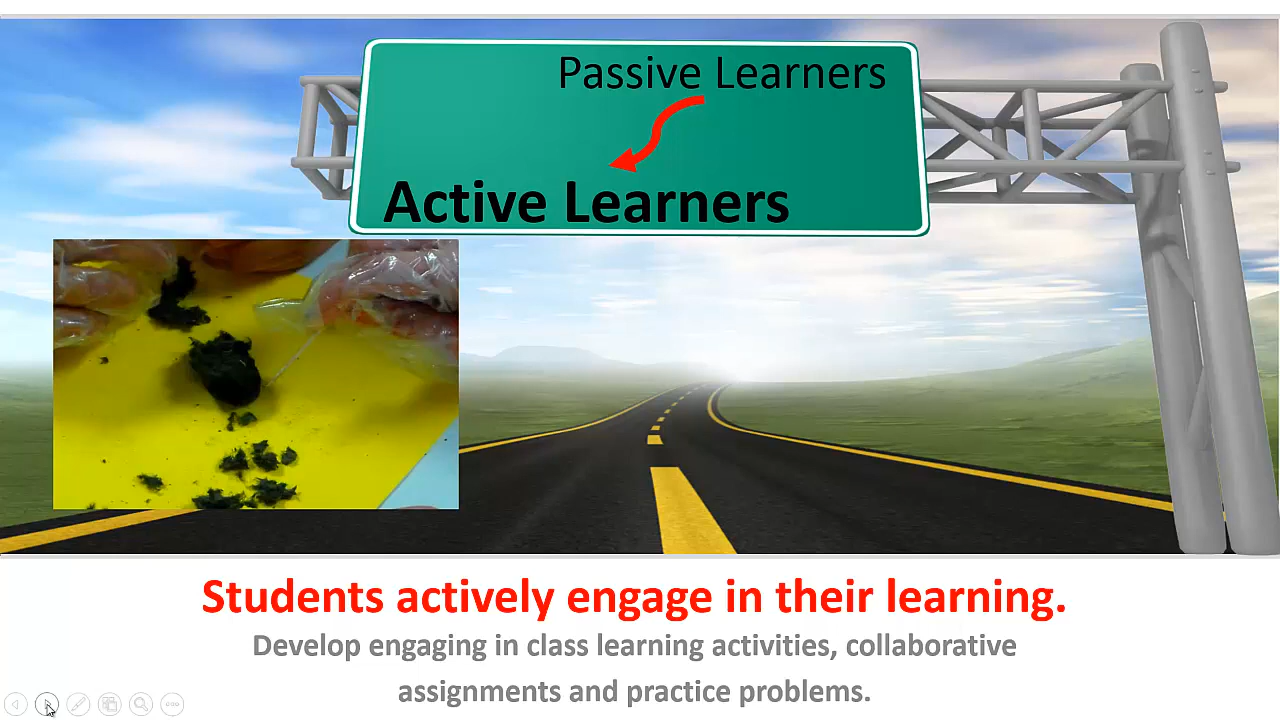 Passive Learners
Active Learners
Students actively engage in their learning.
Develop engaging in class learning activities, collaborative
assignments and practice problems.